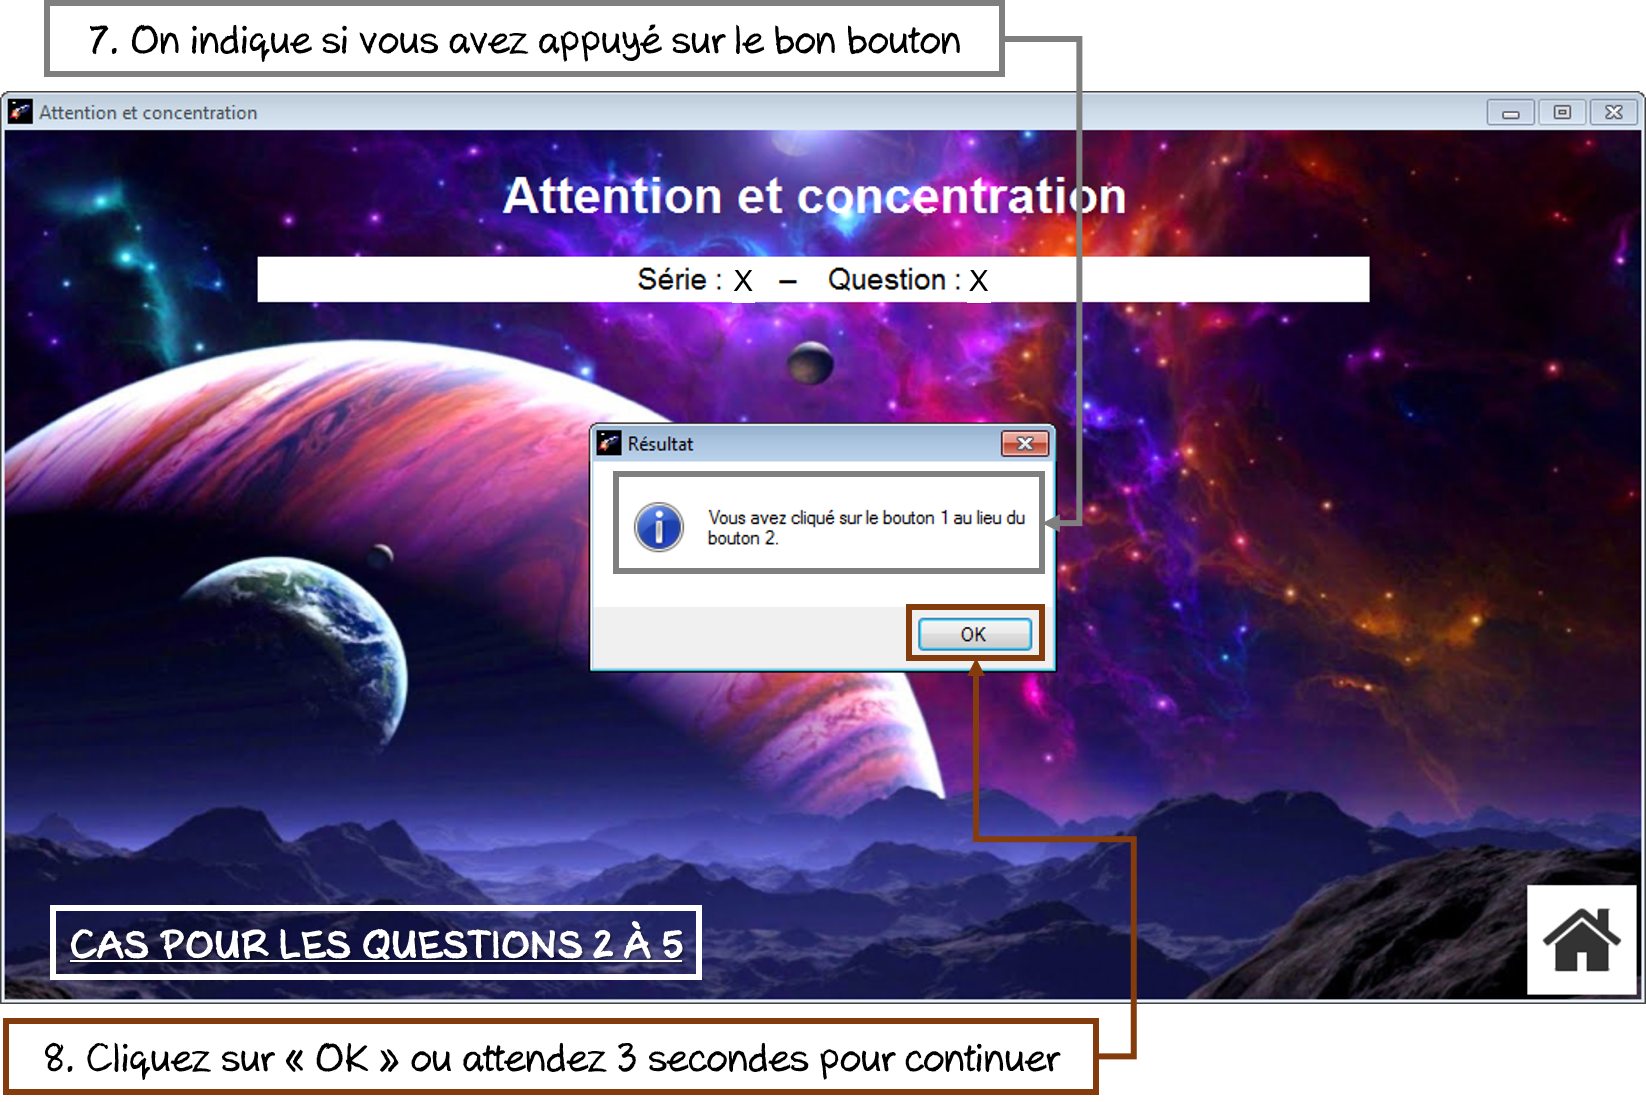 7. On indique si vous avez appuyé sur le bon bouton
Attention et concentration
Attention et concentration
Série : X – Question : X
Résultat
Vous avez cliqué sur le bouton 1 au lieu du
bouton 2.
OK
CAS POUR LES QUESTIONS 2 À 5
8. Cliquez sur « OK » ou attendez 3 secondes pour continuer